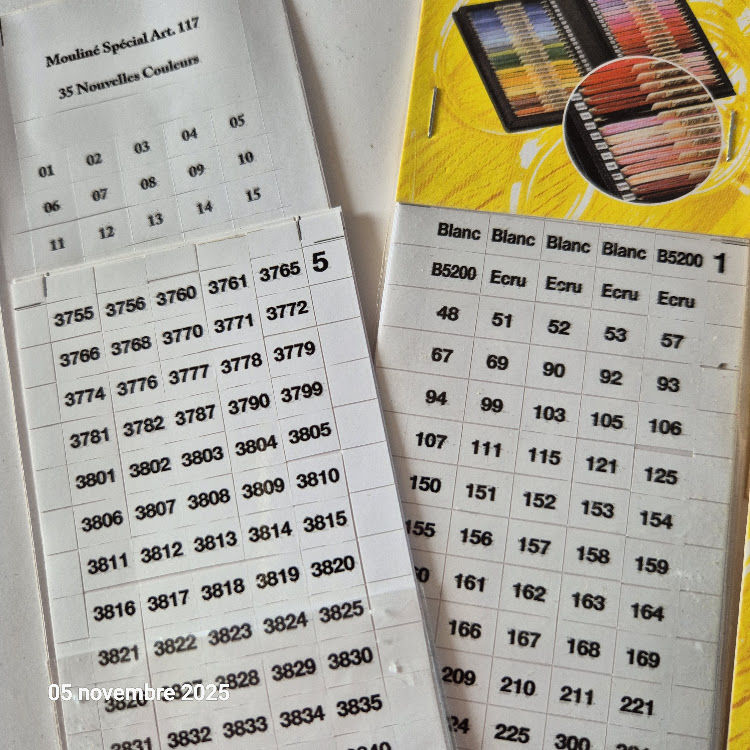 Mouliné Spécial Art. 117
35 Nouvelles Couleurs
01 02 03 04 05
06 07 08 09 10
11 12 13 14 15
5
3755 3756 3760 3761 3765
3766 3768 3770 3771 3772
3774 3776 3777 3778 3779
3781 3782 3787 3790 3799
3801 3802 3803 3804 3805
3806 3807 3808 3809 3810
3811 3812 3813 3814 3815
3816 3817 3818 3819 3820
3821 3822 3823 3824 3825
3828 3829 3830
3831 3832 3833 3834 3835
Blanc Blanc Blanc Blanc B5200 1
B5200 Ecru Ecru Ecru Ecru
48 51 52 53 57
67 69 90 92 93
94 99 103 105 106
107 111 115 121 125
150 151 152 153 154
155 156 157 158 159
161 162 163 164
166 167 168 169
209 210 211 221
225 300
05.novembre 2025